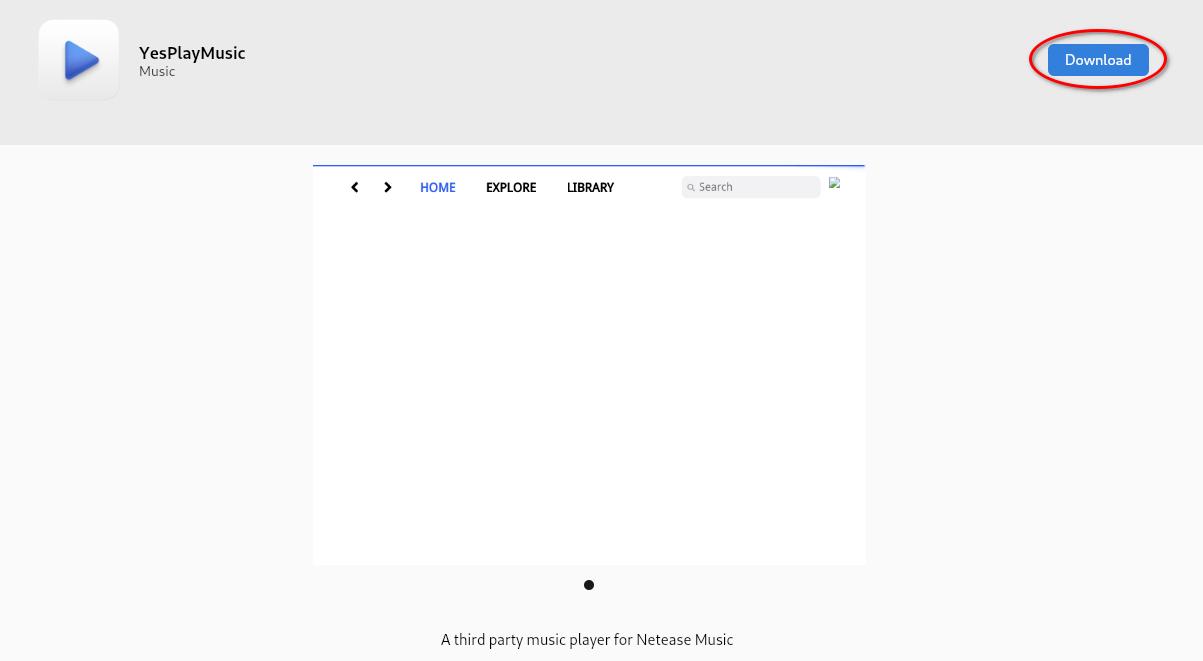 YesPlayMusic
Music
Download
HOME EXPLORE LIBRARY Search
A third party music player for Netease Music